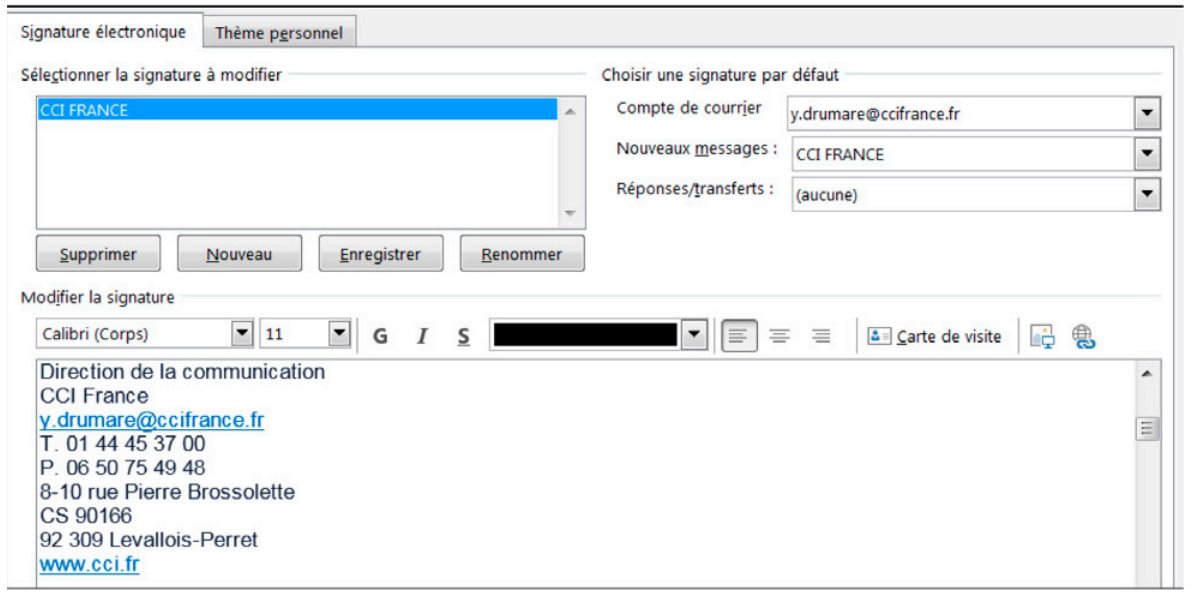 Signature électronique
Thème personnel
Sélectionner la signature à modifier
CCI FRANCE
Supprimer
Nouveau
Enregistrer
Renommer
Choisir une signature par défaut
Compte de courrier
y.drumare@ccifrance.fr
Nouveaux messages :
CCI FRANCE
Réponses/transferts :
(aucune)
Modifier la signature
Calibri (Corps)
11
G
I
S
Carte de visite
Direction de la communication
CCI France
y.drumare@ccifrance.fr
T. 01 44 45 37 00
P. 06 50 75 49 48
8-10 rue Pierre Brossolette
CS 90166
92 309 Levallois-Perret
www.cci.fr